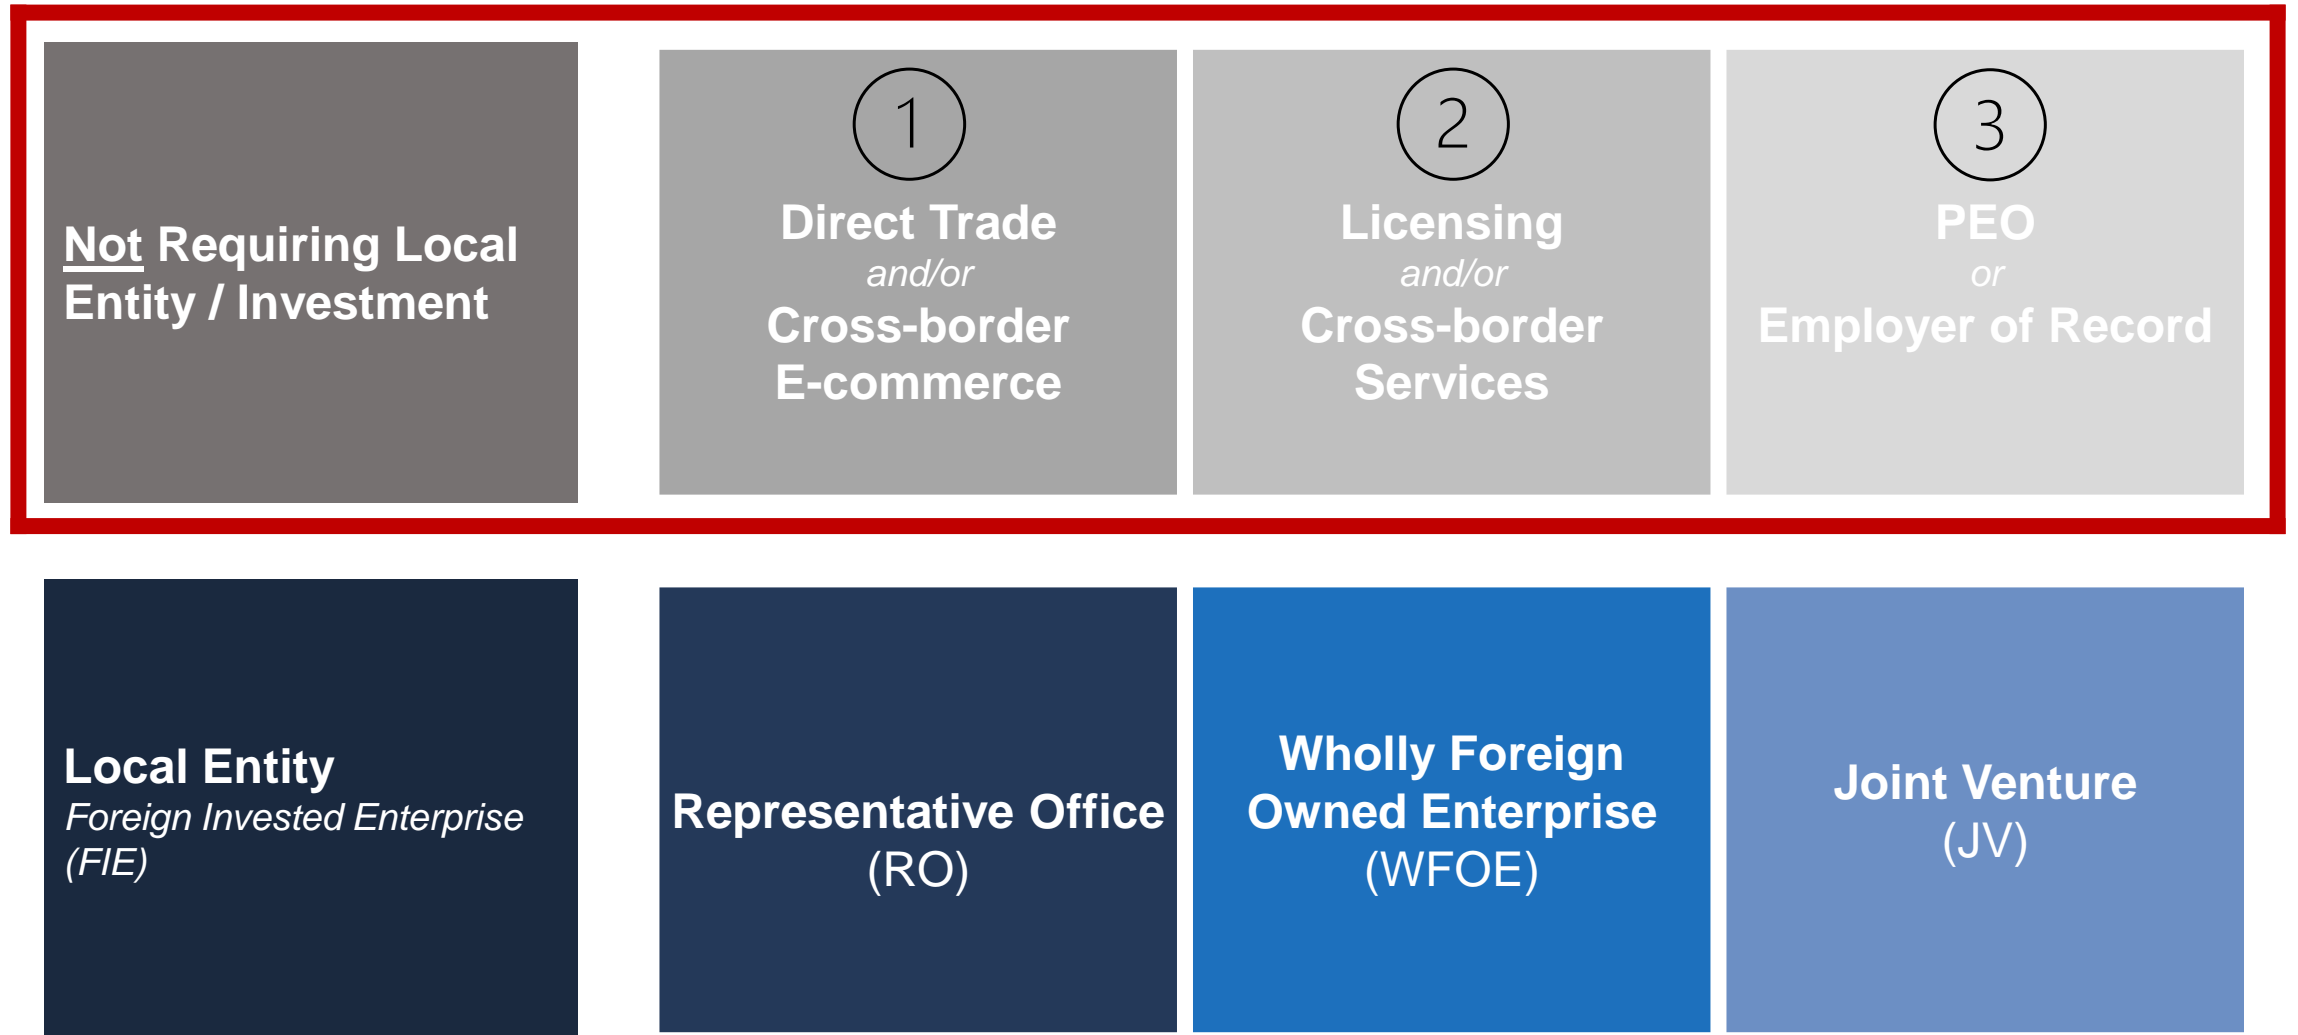 Not Requiring Local
Entity / Investment
1
Direct Trade
and/or
Cross-border
E-commerce
2
Licensing
and/or
Cross-border
Services
3
PEO
or
Employer of Record
Local Entity
Foreign Invested Enterprise
(FIE)
Representative Office
(RO)
Wholly Foreign
Owned Enterprise
(WFOE)
Joint Venture
(JV)